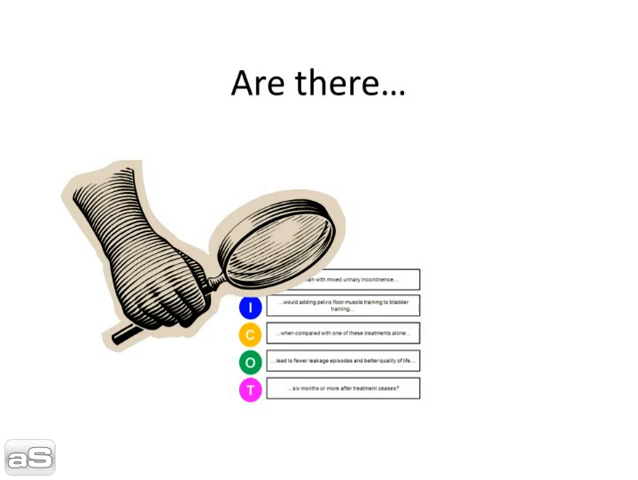 Are there...
with mixed urinary incontinence...
I
...would adding pelvic floor muscle training to bladder
training...
C
...when compared with one of these treatments alone...
O
...lead to fewer leakage episodes and better quality of life...
T
...six months or more after treatment ceases?
aS